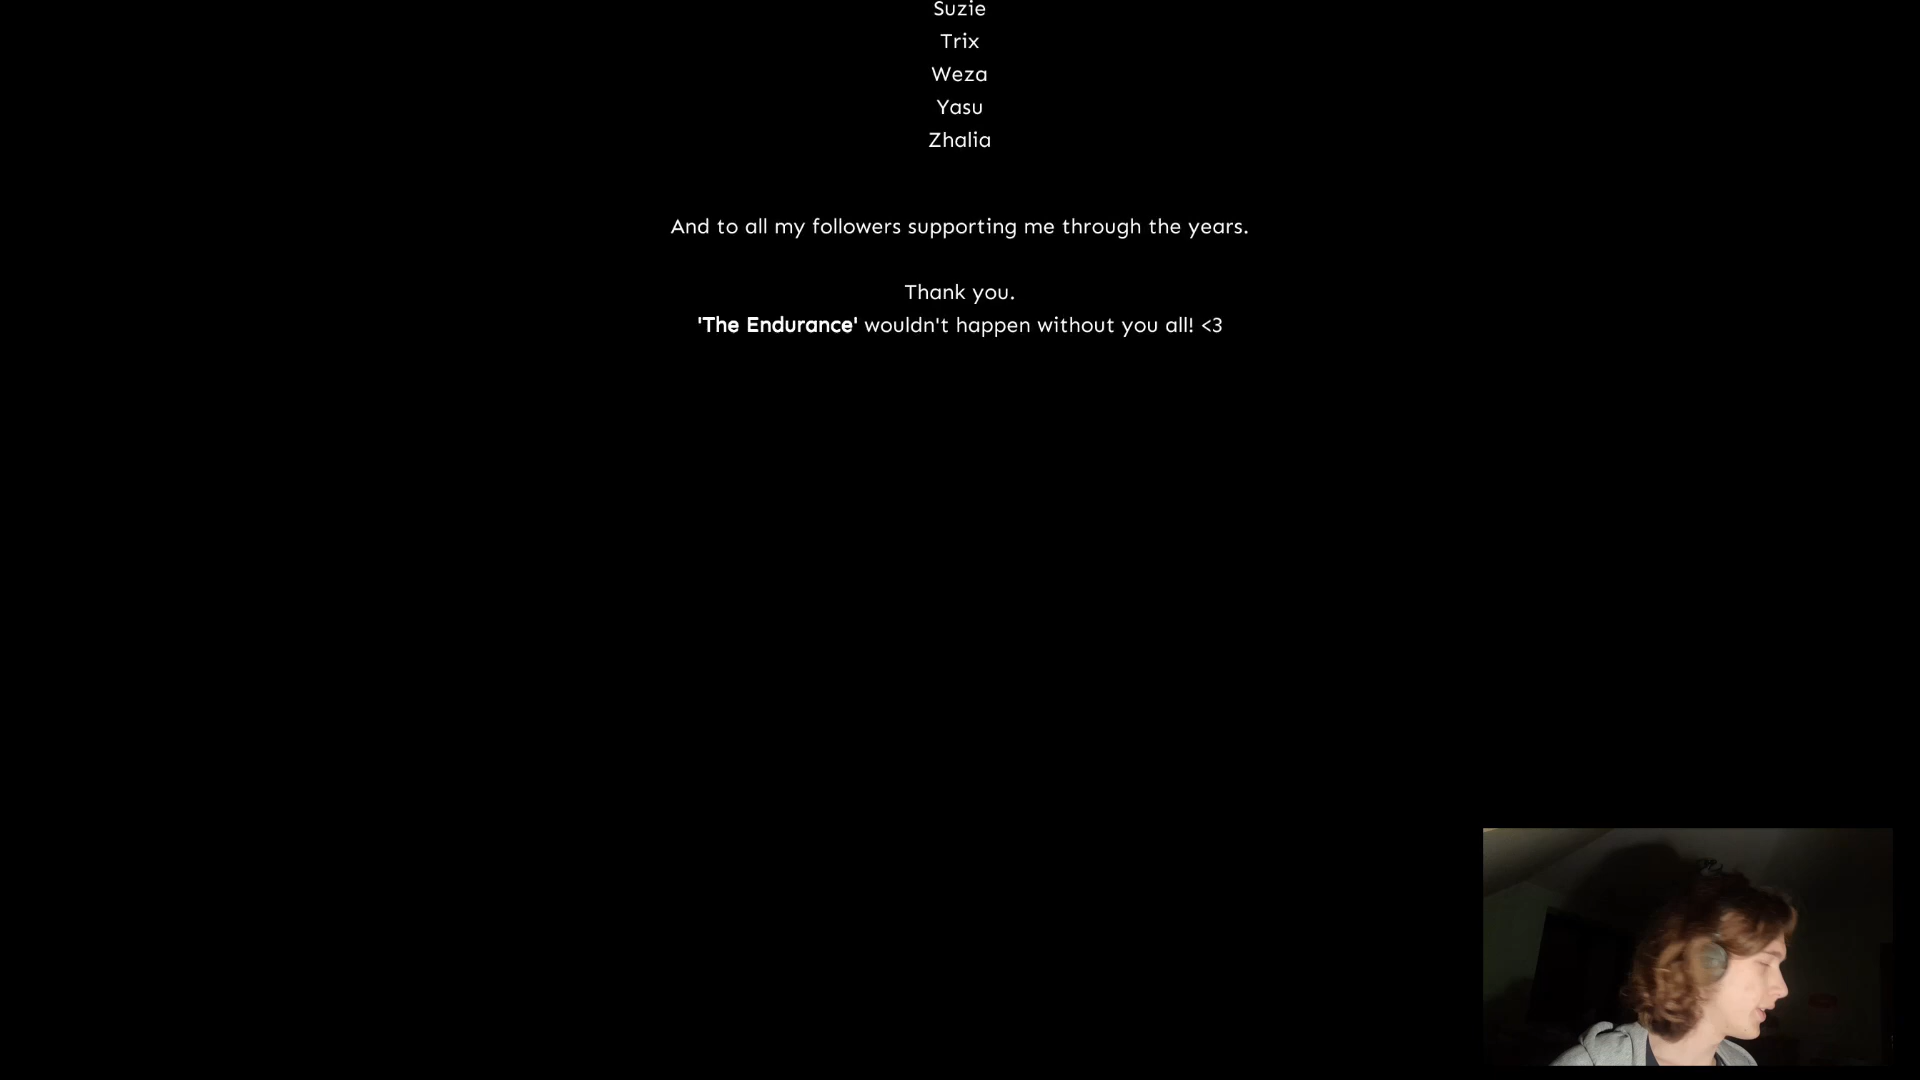 Suzie
Trix
Weza
Yasu
Zhalia
And to all my followers supporting me through the years.
Thank you.
'The Endurance' wouldn't happen without you all! <3